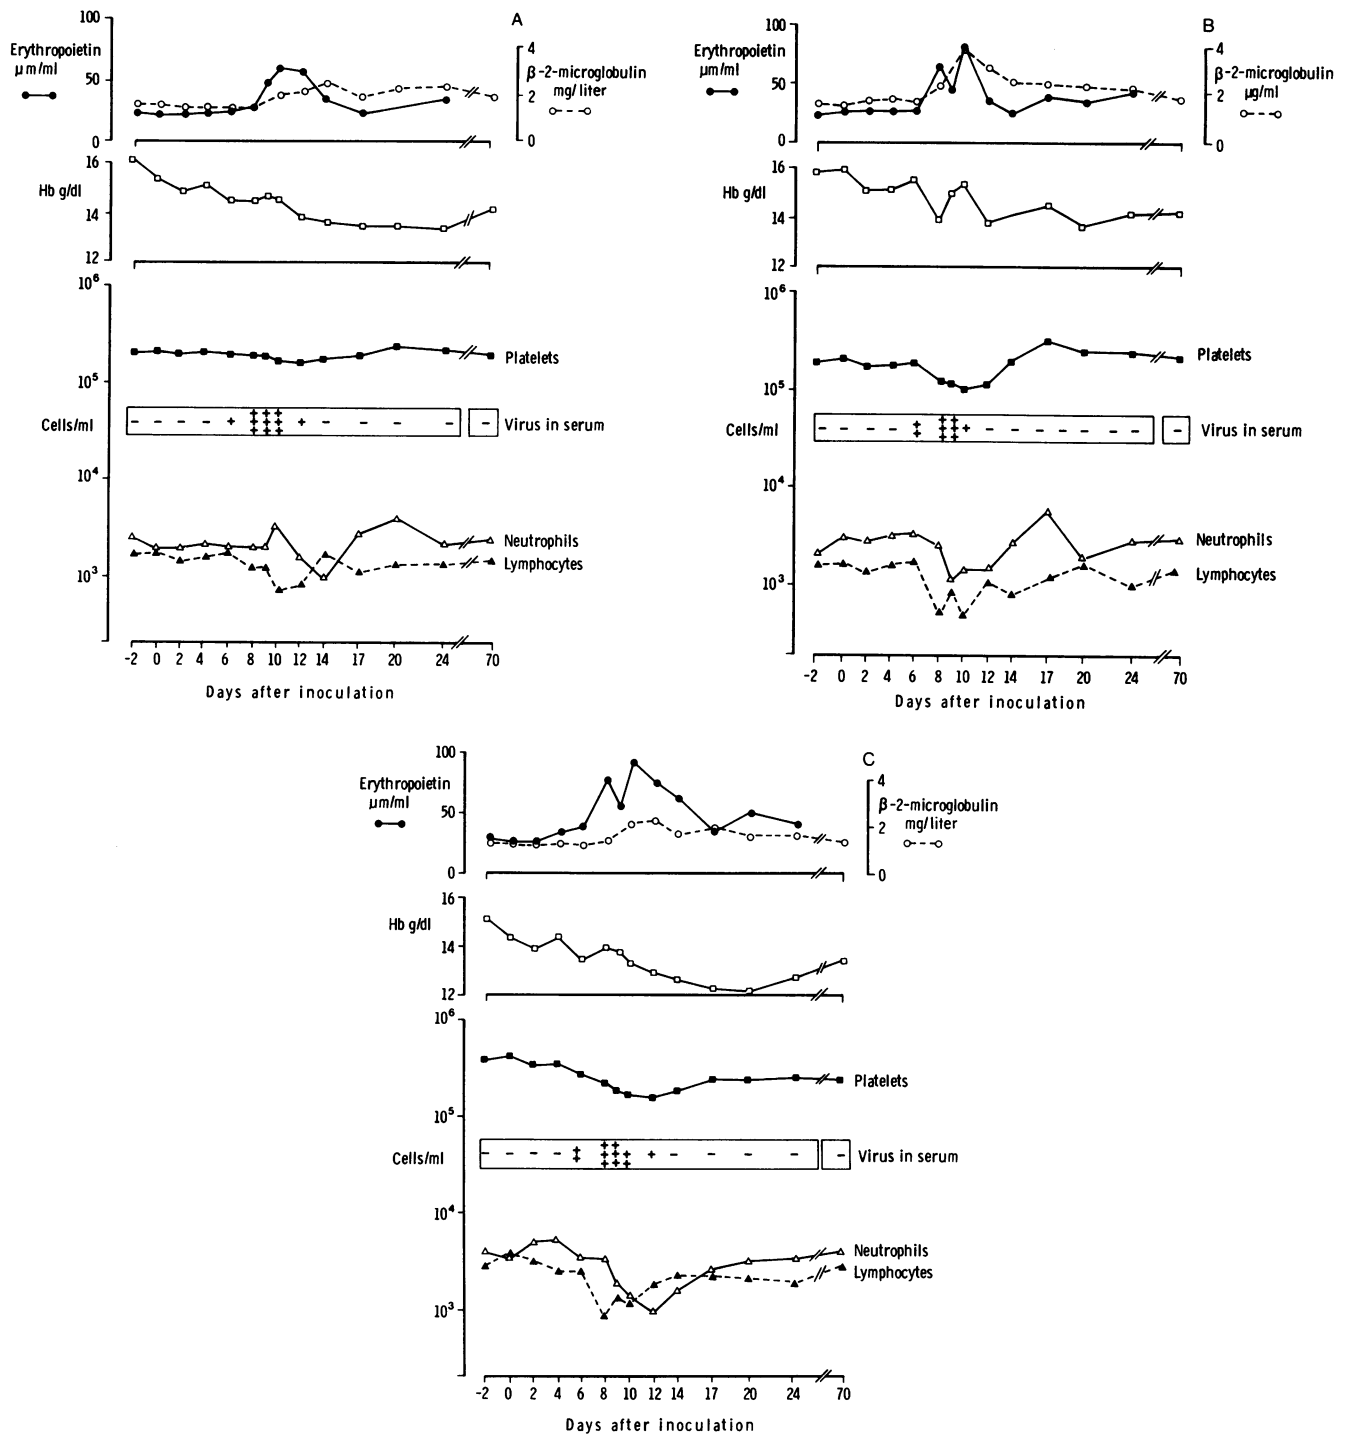 A
100
50
0
Erythropoietin
µm/ml
4
2
0
β-2-microglobulin
mg/liter
16
14
12
Hb g/dl
10⁶
10⁵
10⁴
10³
Platelets
Cells/ml
− − − − + +++ +++ +++ + − − − − −
Virus in serum
Neutrophils
Lymphocytes
-2 0 2 4 6 8 10 12 14 17 20 24 70
Days after inoculation
B
100
50
0
Erythropoietin
µm/ml
4
2
0
β-2-microglobulin
µg/ml
16
14
12
Hb g/dl
10⁶
10⁵
10⁴
10³
Platelets
Cells/ml
− − − − ++ +++ +++ + − − − − − − − −
Virus in serum
Neutrophils
Lymphocytes
-2 0 2 4 6 8 10 12 14 17 20 24 70
Days after inoculation
C
100
50
0
Erythropoietin
µm/ml
4
2
0
β-2-microglobulin
mg/liter
16
14
12
Hb g/dl
10⁶
10⁵
10⁴
10³
Platelets
Cells/ml
− − − − ++ +++ +++ ++ + − − − − −
Virus in serum
Neutrophils
Lymphocytes
-2 0 2 4 6 8 10 12 14 17 20 24 70
Days after inoculation